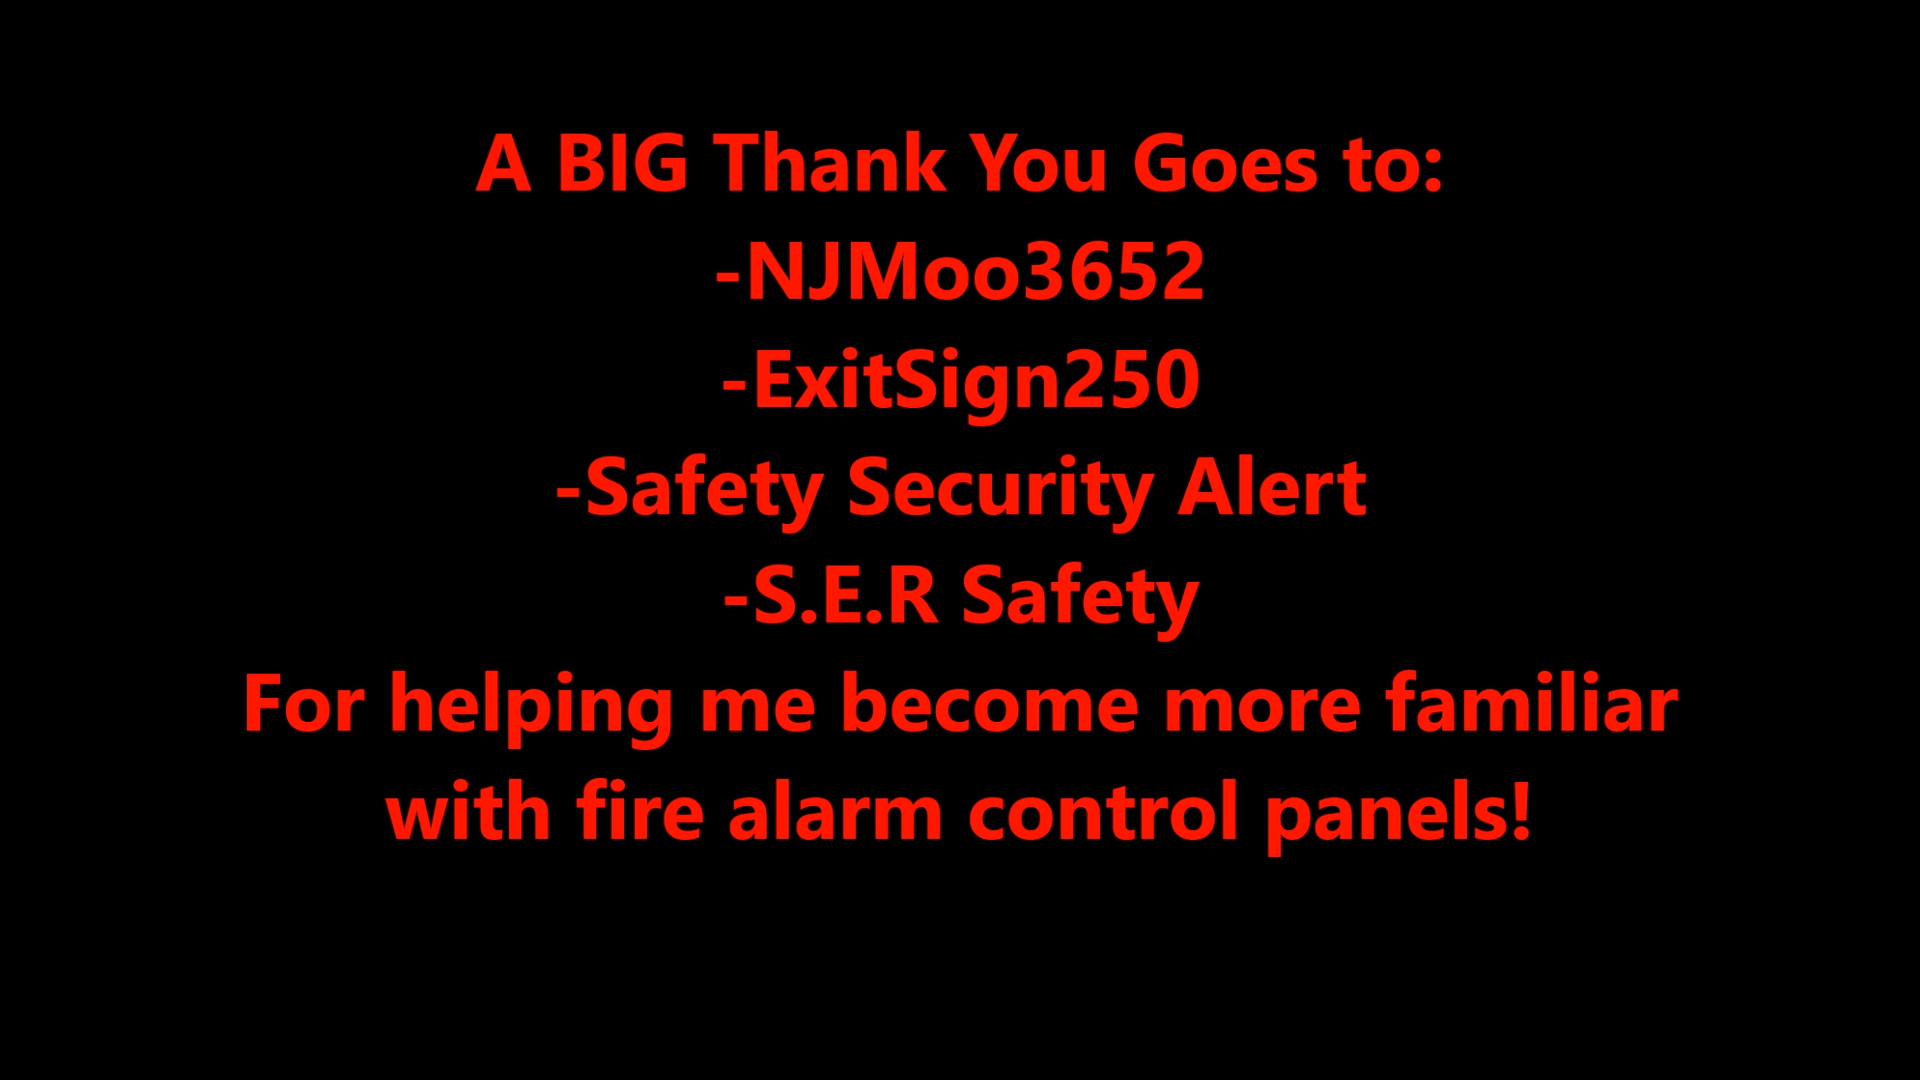 A BIG Thank You Goes to:
-NJMoo3652
-ExitSign250
-Safety Security Alert
-S.E.R Safety
For helping me become more familiar
with fire alarm control panels!